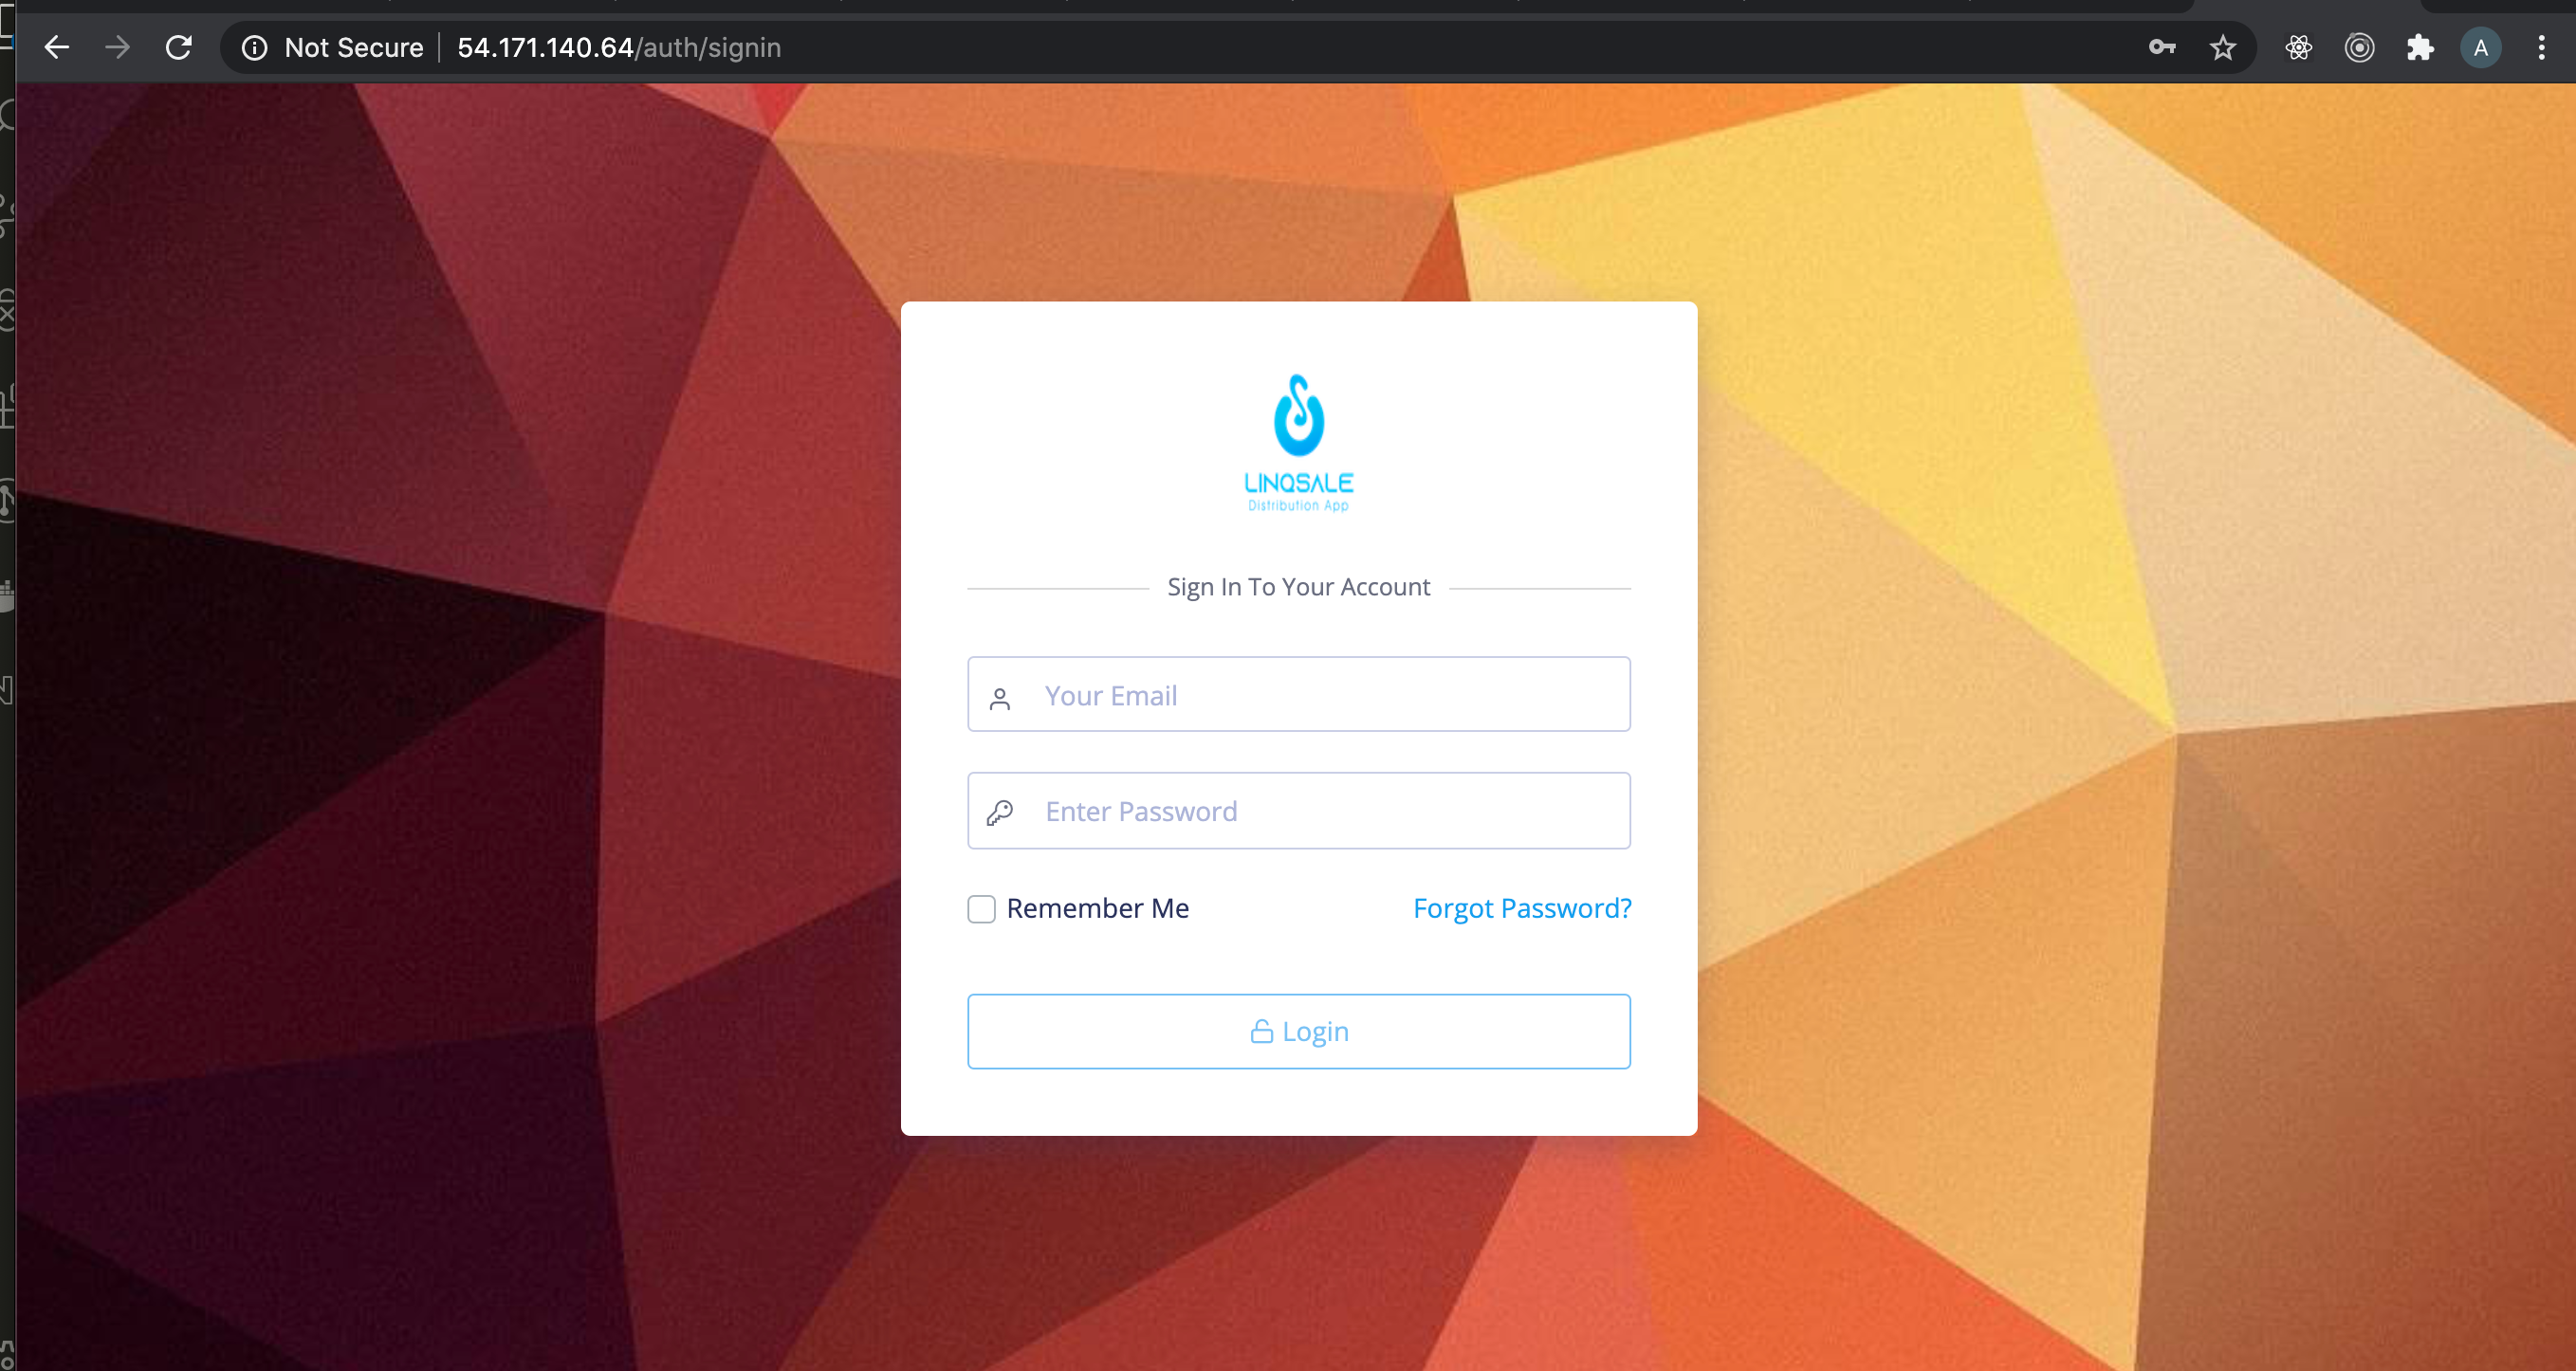 Not Secure 54.171.140.64/auth/signin
A
LINQSALE
Distribution App
Sign In To Your Account
Your Email
Enter Password
Remember Me Forgot Password?
Login